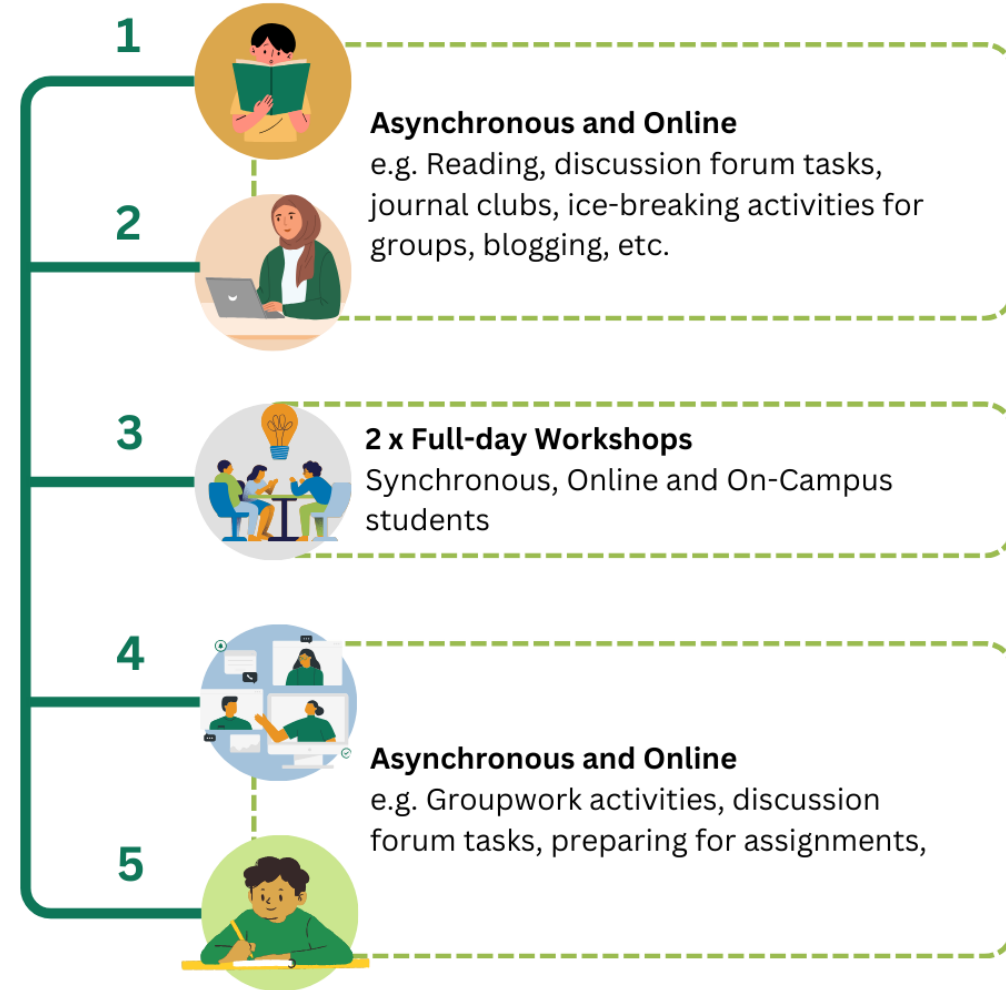 1
Asynchronous and Online
e.g. Reading, discussion forum tasks,
journal clubs, ice-breaking activities for
groups, blogging, etc.
2
3
2 x Full-day Workshops
Synchronous, Online and On-Campus
students
4
Asynchronous and Online
e.g. Groupwork activities, discussion
forum tasks, preparing for assignments,
5